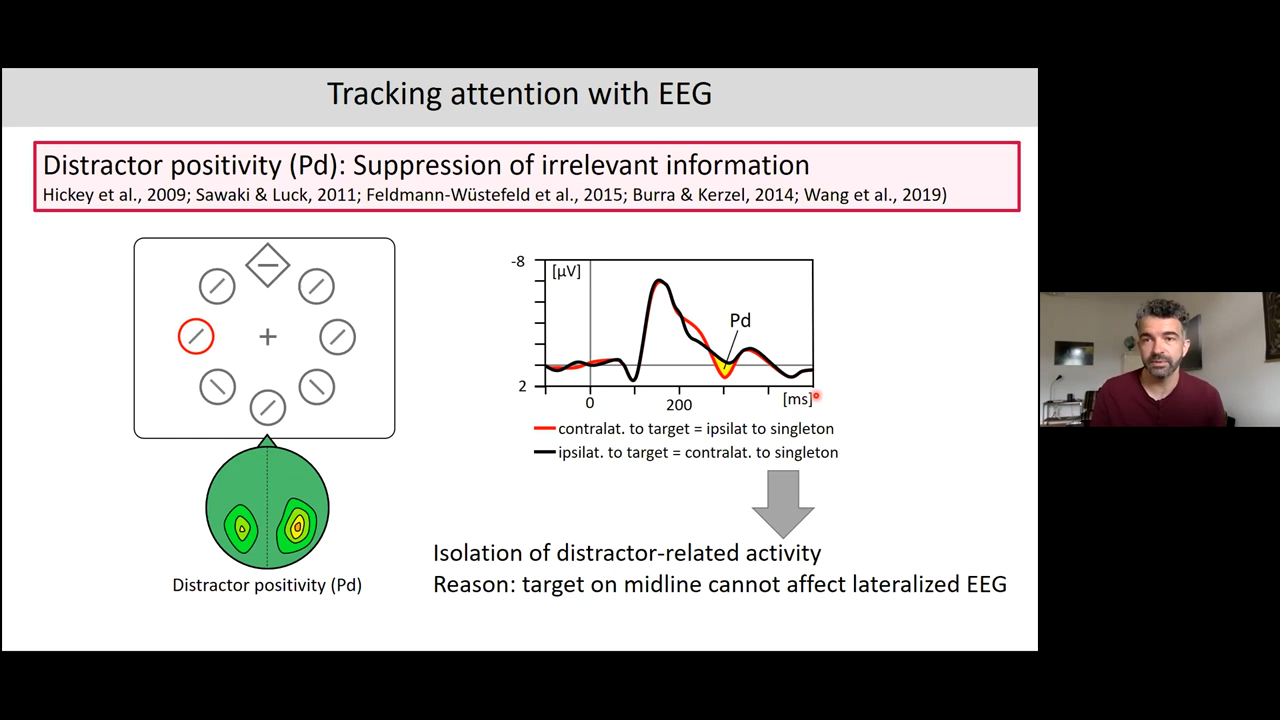 Tracking attention with EEG
Distractor positivity (Pd): Suppression of irrelevant information
Hickey et al., 2009; Sawaki & Luck, 2011; Feldmann-Wüstefeld et al., 2015; Burra & Kerzel, 2014; Wang et al., 2019)
-8
[µV]
Pd
2
0
200
[ms]
contralat. to target = ipsilat to singleton
ipsilat. to target = contralat. to singleton
Isolation of distractor-related activity
Reason: target on midline cannot affect lateralized EEG
Distractor positivity (Pd)